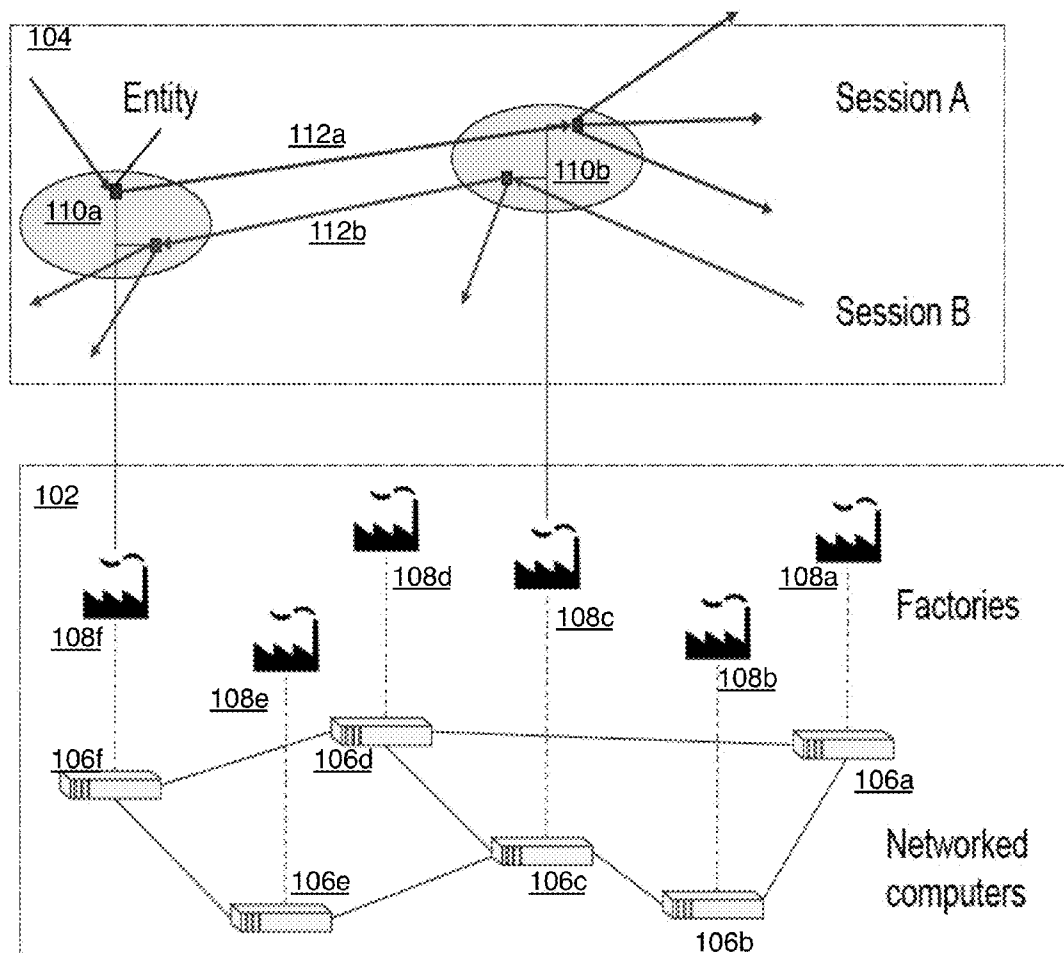 104
Entity
Session A
112a
110b
110a
112b
Session B
102
108d
108a
108f
108c
Factories
108e
108b
106f
106d
106a
106e
106c
Networked
computers
106b